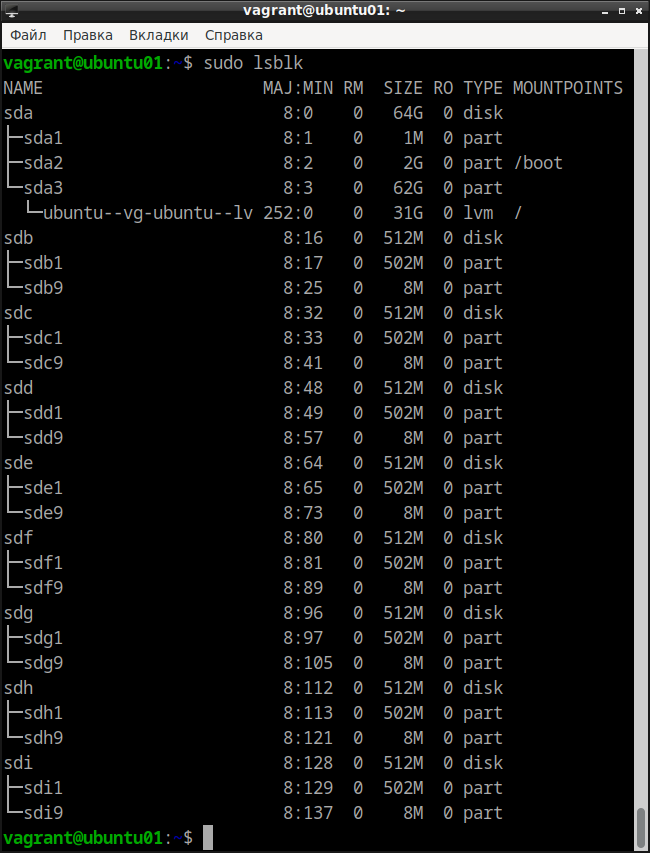 vagrant@ubuntu01: ~
Файл Правка Вкладки Справка
vagrant@ubuntu01:~$ sudo lsblk
NAME                      MAJ:MIN RM   SIZE RO TYPE MOUNTPOINTS
sda                         8:0    0    64G  0 disk
├─sda1                      8:1    0     1M  0 part
├─sda2                      8:2    0     2G  0 part /boot
└─sda3                      8:3    0    62G  0 part
  └─ubuntu--vg-ubuntu--lv 252:0    0    31G  0 lvm  /
sdb                         8:16   0   512M  0 disk
├─sdb1                      8:17   0   502M  0 part
└─sdb9                      8:25   0     8M  0 part
sdc                         8:32   0   512M  0 disk
├─sdc1                      8:33   0   502M  0 part
└─sdc9                      8:41   0     8M  0 part
sdd                         8:48   0   512M  0 disk
├─sdd1                      8:49   0   502M  0 part
└─sdd9                      8:57   0     8M  0 part
sde                         8:64   0   512M  0 disk
├─sde1                      8:65   0   502M  0 part
└─sde9                      8:73   0     8M  0 part
sdf                         8:80   0   512M  0 disk
├─sdf1                      8:81   0   502M  0 part
└─sdf9                      8:89   0     8M  0 part
sdg                         8:96   0   512M  0 disk
├─sdg1                      8:97   0   502M  0 part
└─sdg9                      8:105  0     8M  0 part
sdh                         8:112  0   512M  0 disk
├─sdh1                      8:113  0   502M  0 part
└─sdh9                      8:121  0     8M  0 part
sdi                         8:128  0   512M  0 disk
├─sdi1                      8:129  0   502M  0 part
└─sdi9                      8:137  0     8M  0 part
vagrant@ubuntu01:~$